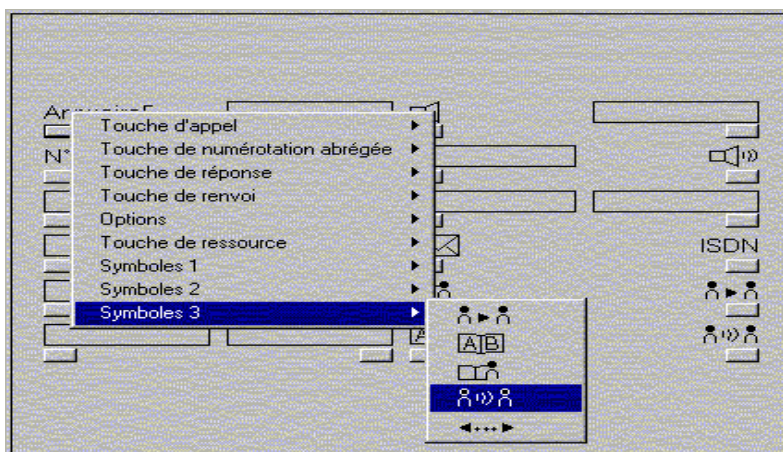 Touche d'appel
N° Touche de numérotation abrégée
Touche de réponse
Touche de renvoi
Options
Touche de ressource
ISDN
Symboles 1
Symboles 2
Symboles 3
A B